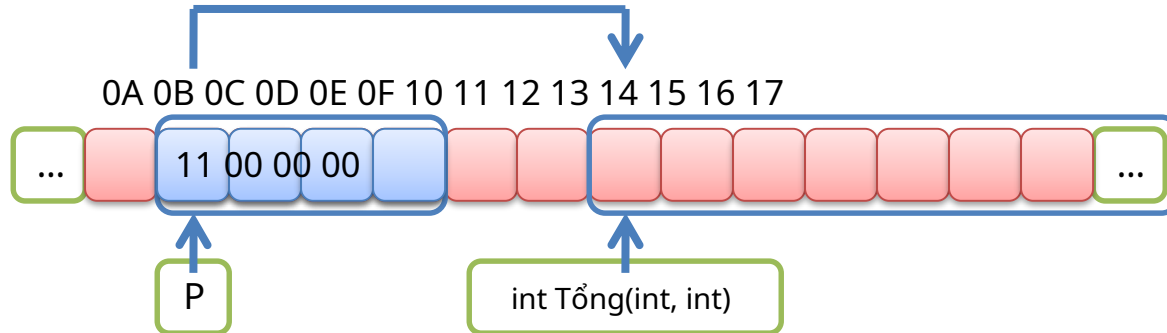 0A 0B 0C 0D 0E 0F 10 11 12 13 14 15 16 17
... 11 00 00 00 ...
P int Tổng(int, int)